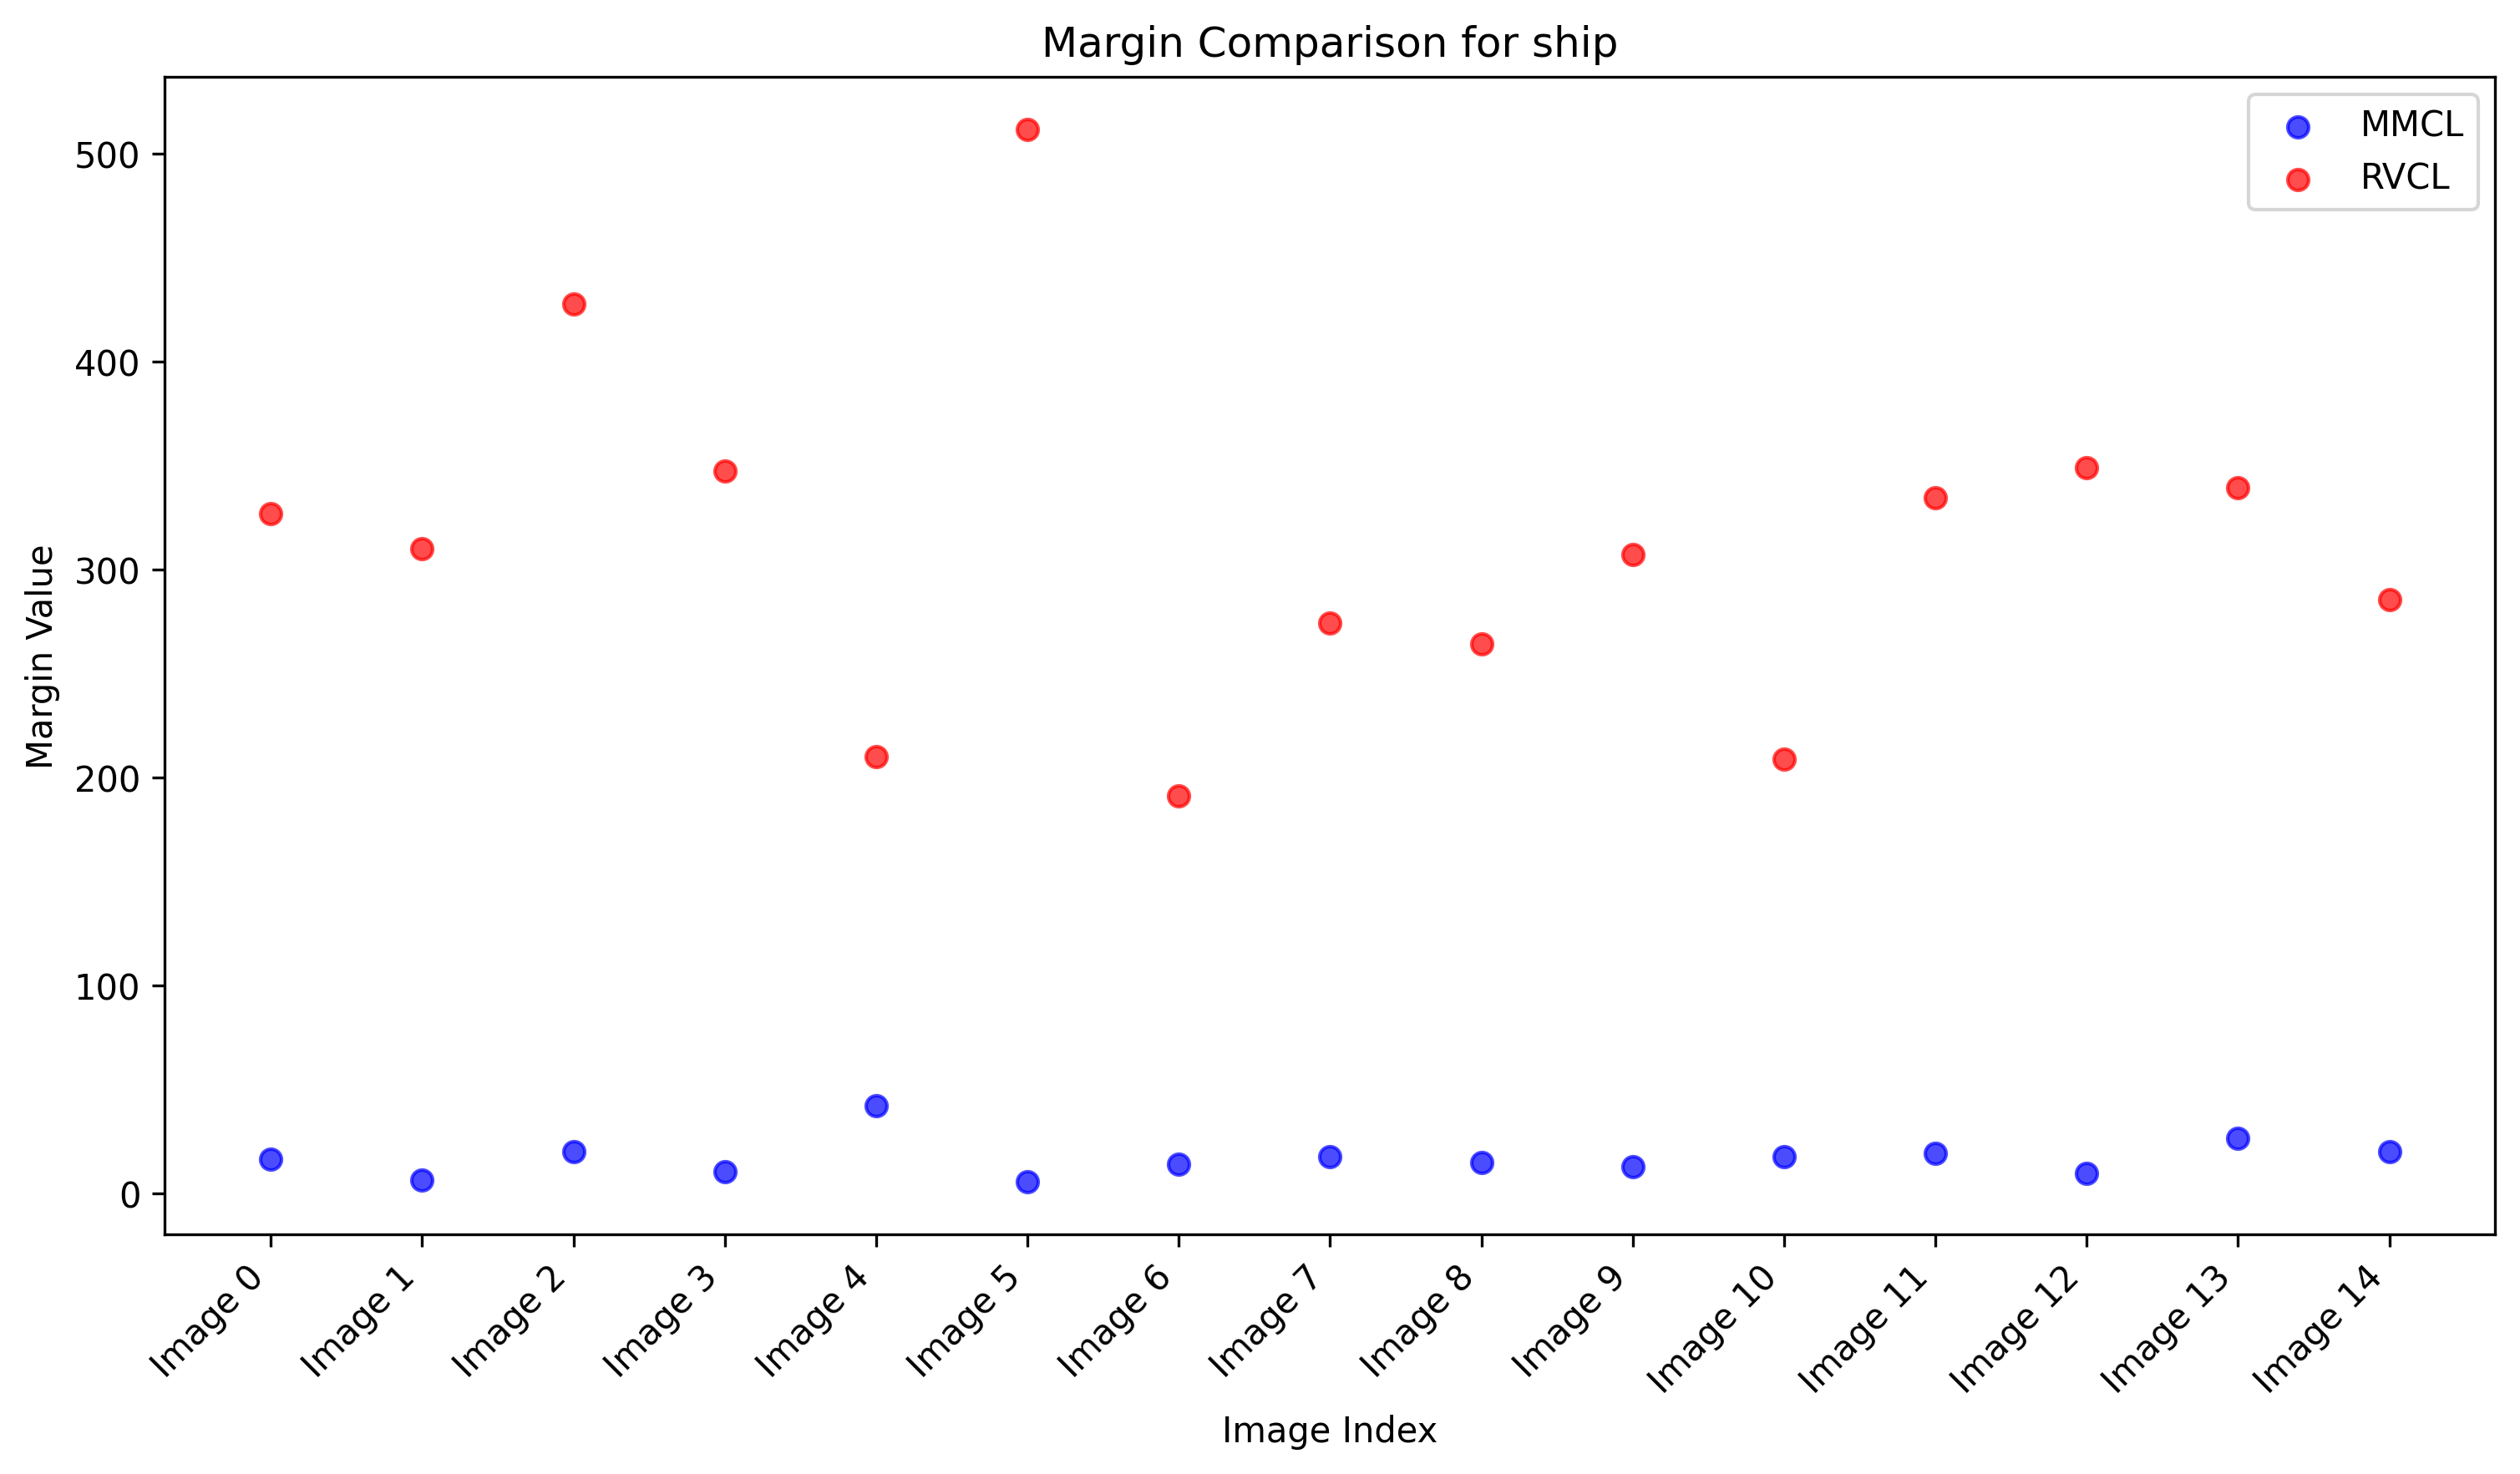 Margin Comparison for ship
MMCL
RVCL
Margin Value
500
400
300
200
100
0
Image 0
Image 1
Image 2
Image 3
Image 4
Image 5
Image 6
Image 7
Image 8
Image 9
Image 10
Image 11
Image 12
Image 13
Image 14
Image Index